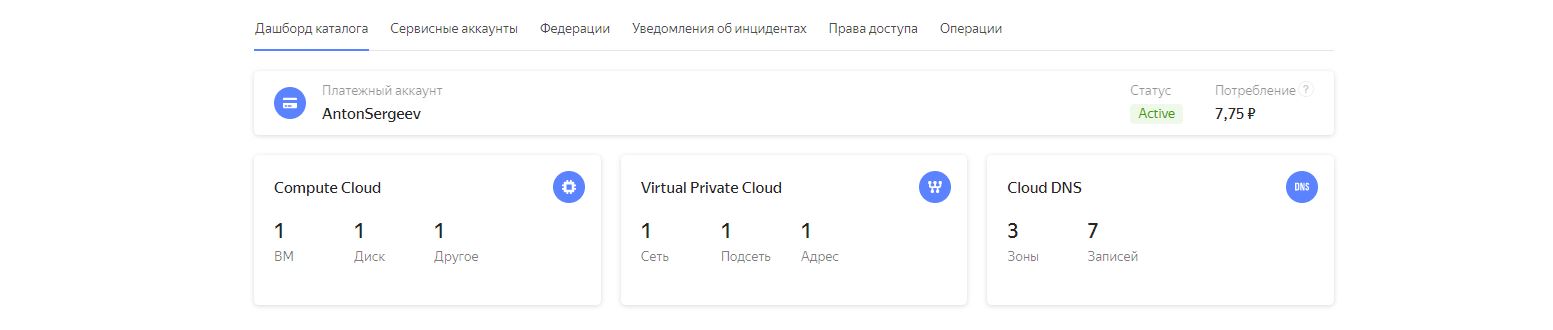 Дашборд каталога Сервисные аккаунты Федерации Уведомления об инцидентах Права доступа Операции
Платежный аккаунт Статус Потребление ?
AntonSergeev Active 7,75 ₽
Compute Cloud Virtual Private Cloud Cloud DNS DNS
1 1 1 1 1 1 3 7
ВМ Диск Другое Сеть Подсеть Адрес Зоны Записей